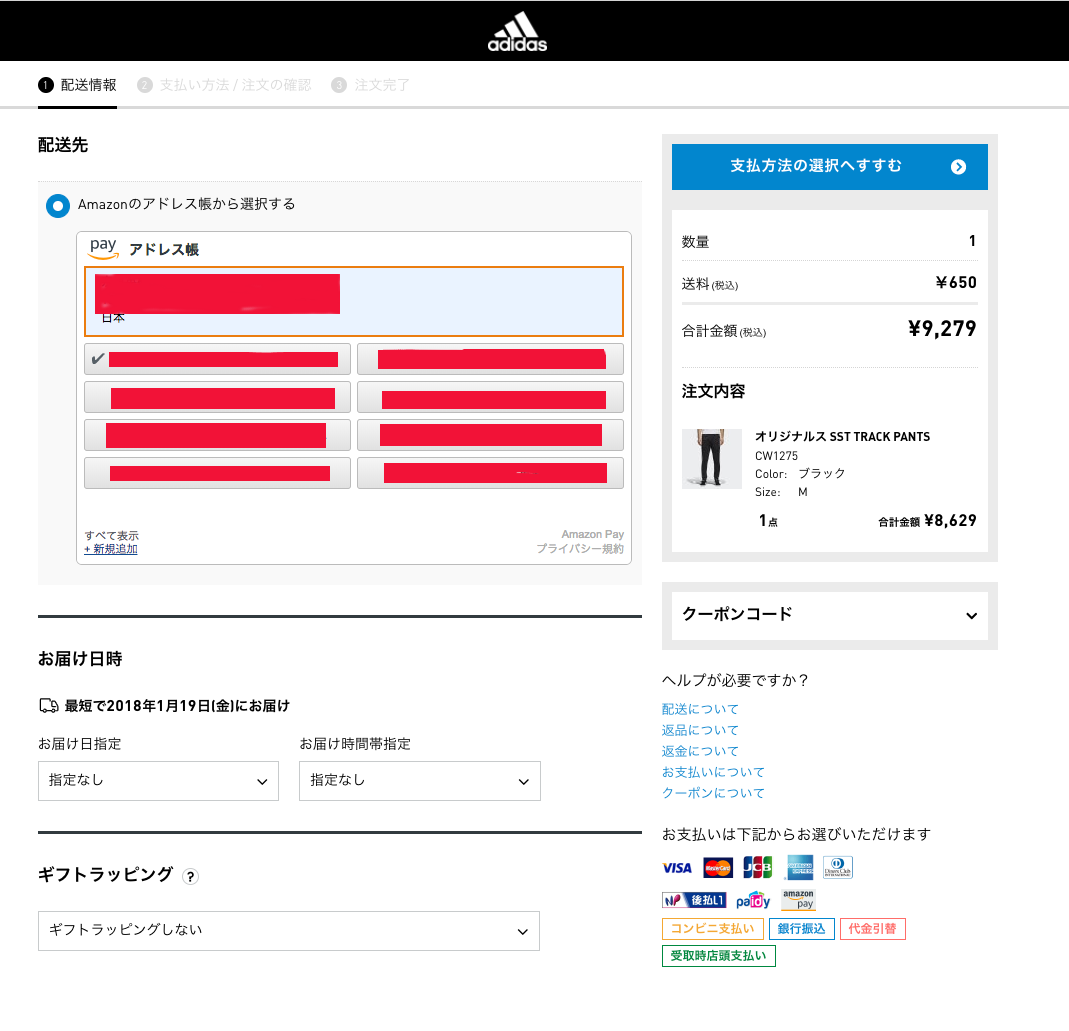 adidas
1 配送情報
2 支払い方法 / 注文の確認
3 注文完了
配送先
Amazonのアドレス帳から選択する
pay アドレス帳
日本
すべて表示
+ 新規追加
Amazon Pay
プライバシー規約
お届け日時
最短で2018年1月19日(金)にお届け
お届け日指定
お届け時間帯指定
指定なし
指定なし
ギフトラッピング ?
ギフトラッピングしない
支払方法の選択へすすむ
数量 1
送料(税込) ¥650
合計金額(税込) ¥9,279
注文内容
オリジナルス SST TRACK PANTS
CW1275
Color: ブラック
Size: M
1点 合計金額 ¥8,629
クーポンコード
ヘルプが必要ですか？
配送について
返品について
返金について
お支払いについて
クーポンについて
お支払いは下記からお選びいただけます
VISA MasterCard JCB AMERICAN EXPRESS Diners Club INTERNATIONAL
NP 後払い paidy amazon pay
コンビニ支払い 銀行振込 代金引替
受取時店頭支払い